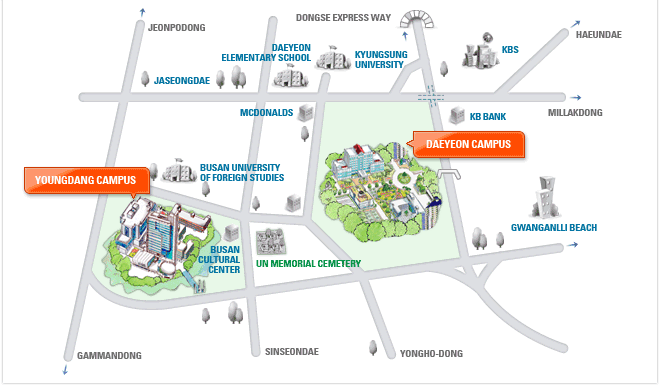 DONGSE EXPRESS WAY
JEONPODONG
HAEUNDAE
DAEYEON
ELEMENTARY SCHOOL
KYUNGSUNG
UNIVERSITY
KBS
JASEONGDAE
MCDONALDS
KB BANK
MILLAKDONG
DAEYEON CAMPUS
BUSAN UNIVERSITY
OF FOREIGN STUDIES
YOUNGDANG CAMPUS
GWANGANLLI BEACH
BUSAN
CULTURAL
CENTER
UN MEMORIAL CEMETERY
GAMMANDONG
SINSEONDAE
YONGHO-DONG